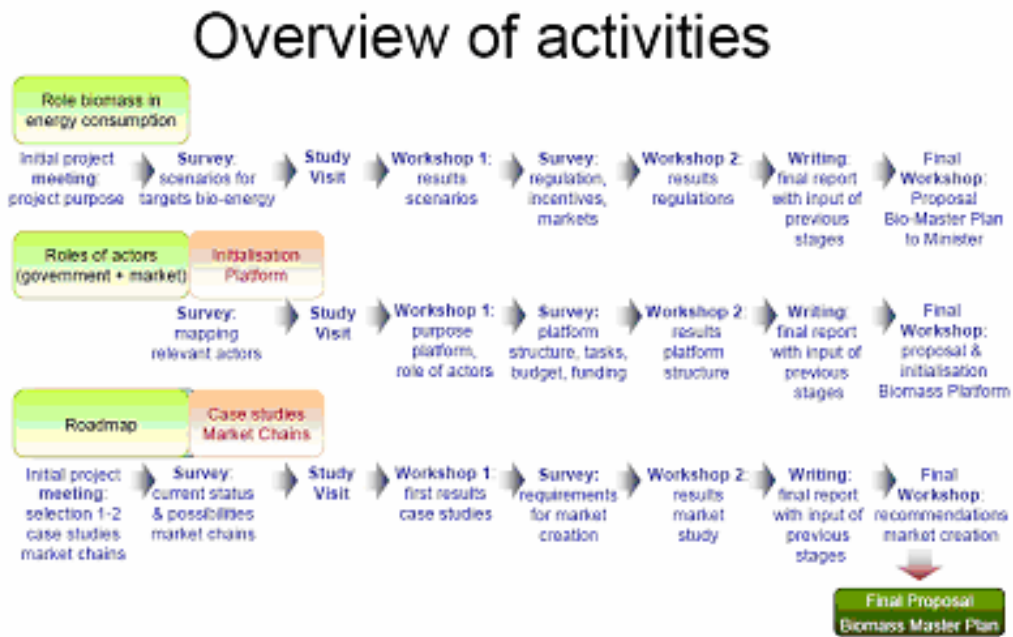 Overview of activities
Role biomass in
energy consumption
Initial project
meeting:
project purpose
Survey:
scenarios for
targets bio-energy
Study
Visit
Workshop 1:
results
scenarios
Survey:
regulation,
incentives,
markets
Workshop 2:
results
regulations
Writing:
final report
with input of
previous
stages
Final
Workshop:
Proposal
Bio-Master Plan
to Minister
Roles of actors
(government + market)
Initialisation
Platform
Survey:
mapping
relevant actors
Study
Visit
Workshop 1:
purpose
platform,
role of actors
Survey:
platform
structure, tasks,
budget, funding
Workshop 2:
results
platform
structure
Writing:
final report
with input of
previous
stages
Final
Workshop:
proposal &
initialisation
Biomass Platform
Roadmap
Case studies
Market Chains
Initial project
meeting:
selection 1-2
case studies
market chains
Survey:
current status
& possibilities
market chains
Study
Visit
Workshop 1:
first results
case studies
Survey:
requirements
for market
creation
Workshop 2:
results
market
study
Writing:
final report
with input of
previous
stages
Final
Workshop:
recommendations
market creation
Final Proposal
Biomass Master Plan